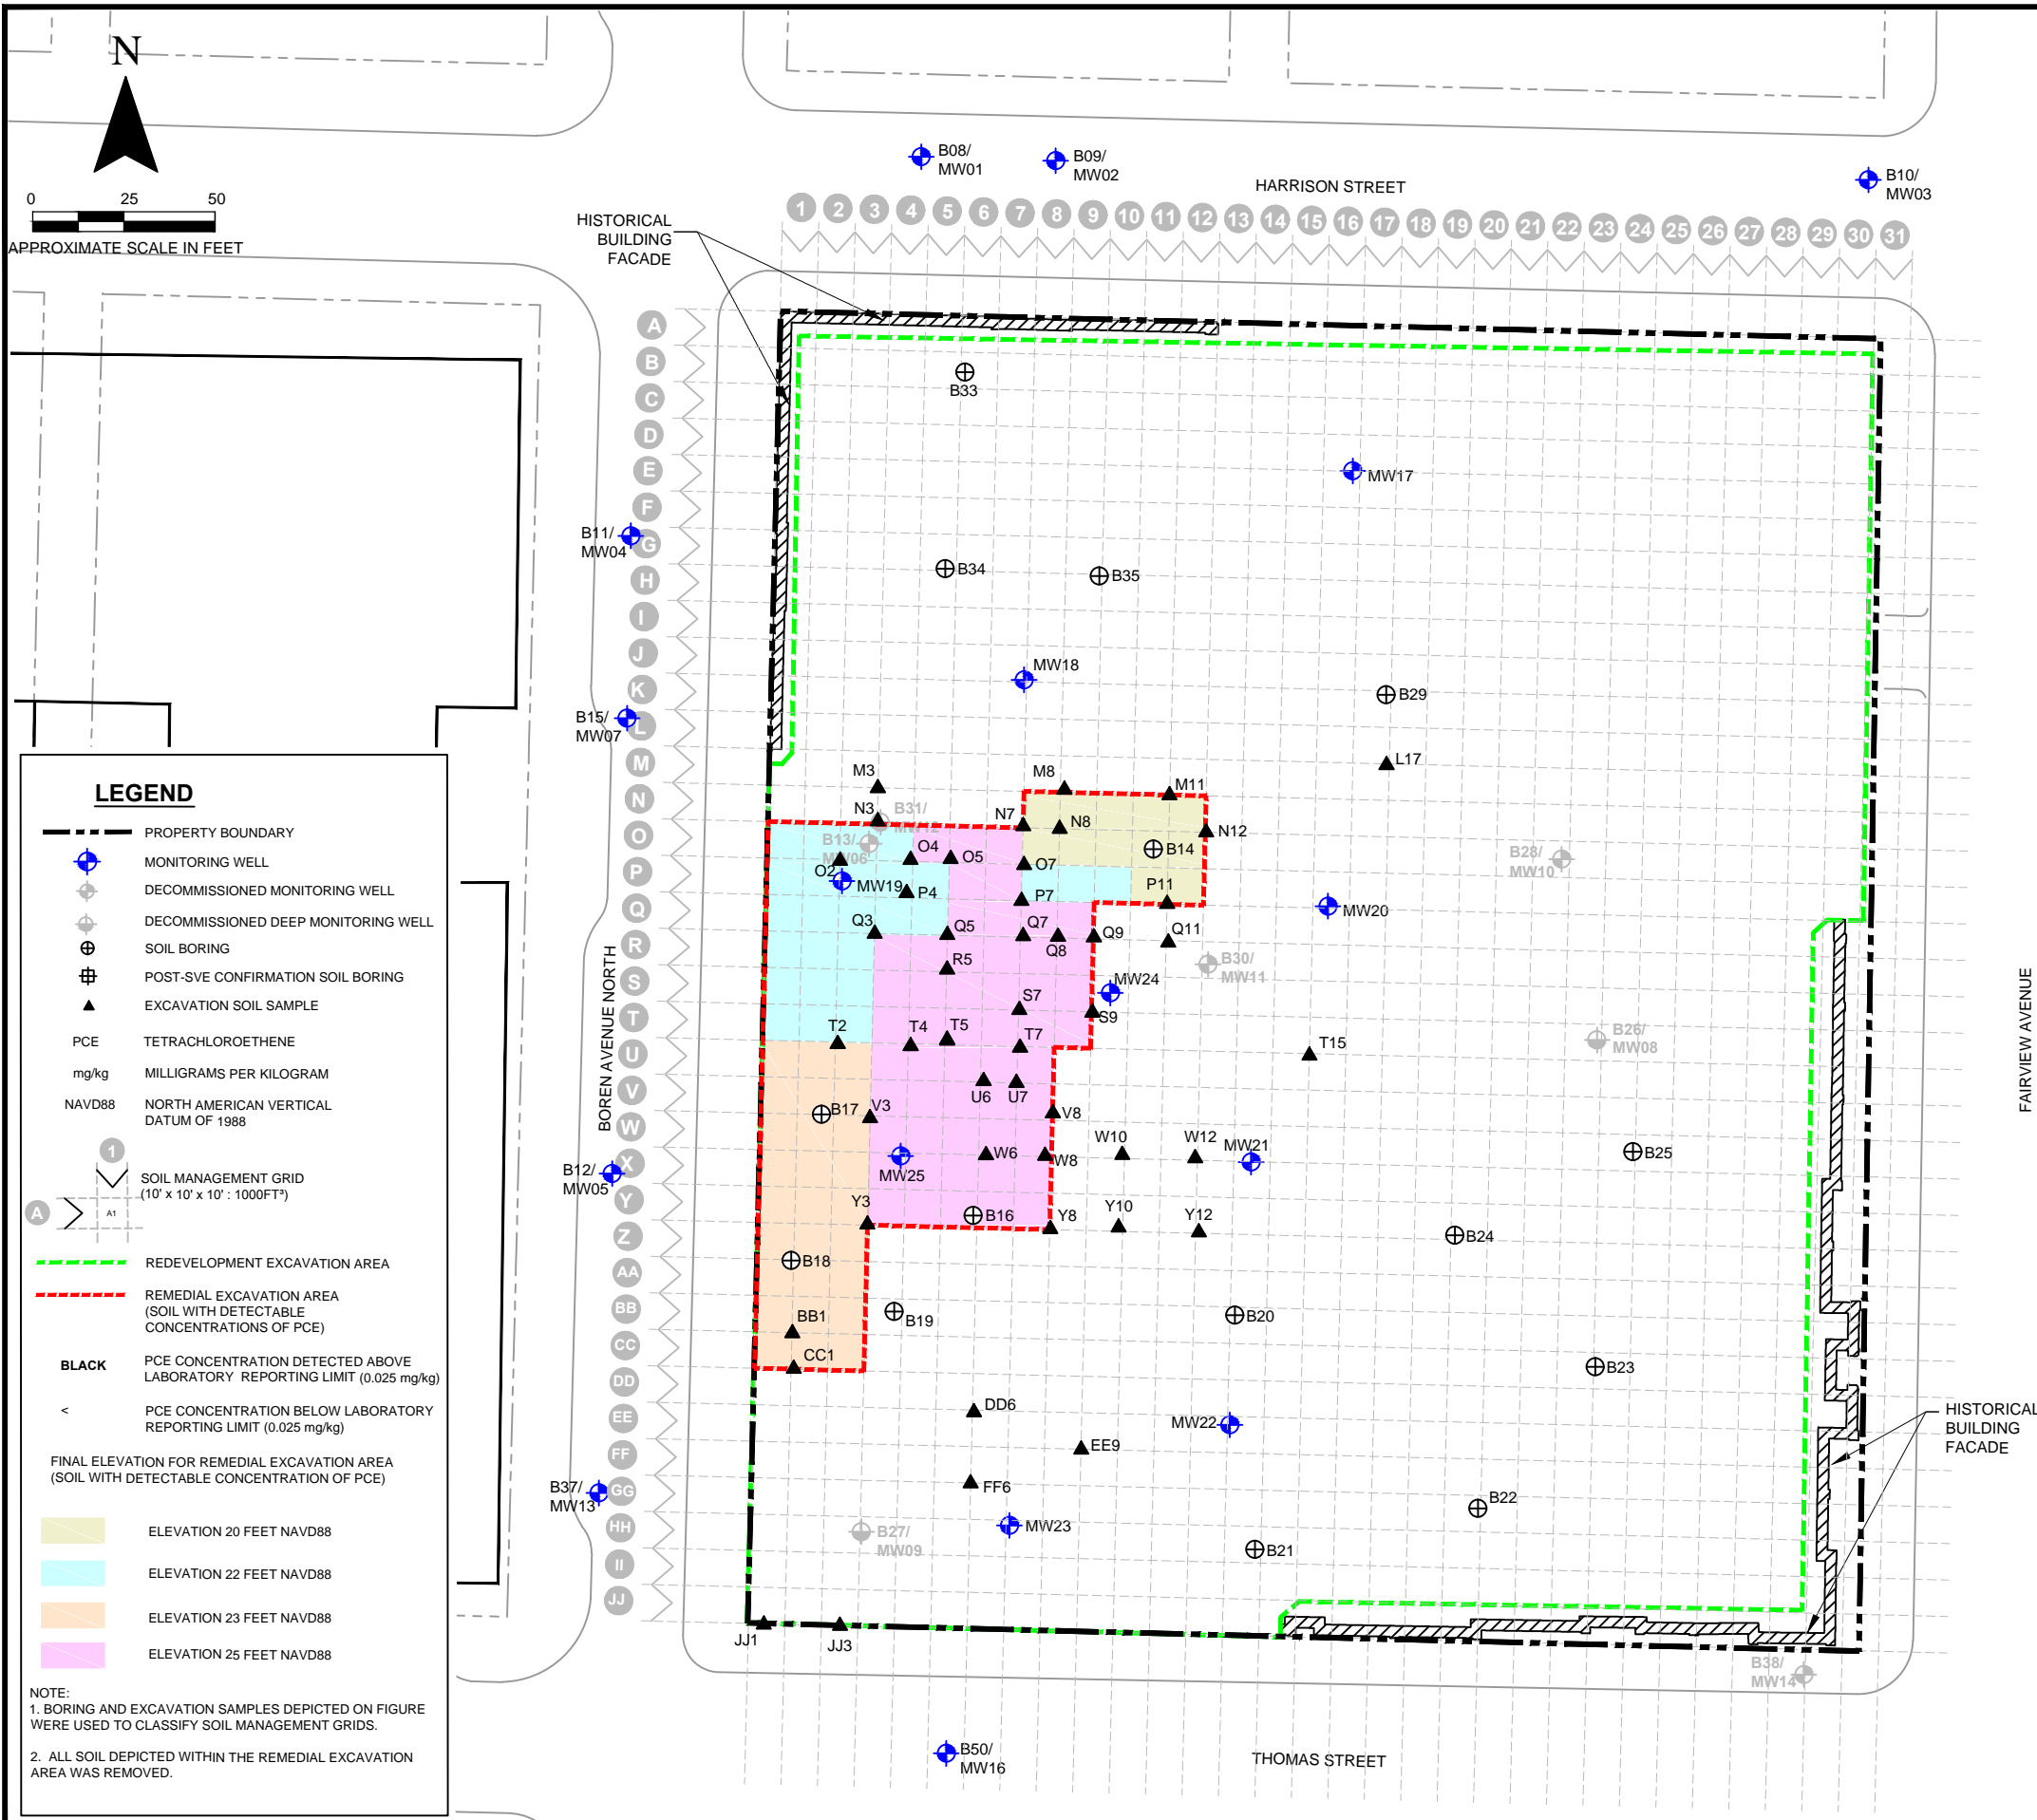 N
0 25 50
APPROXIMATE SCALE IN FEET
B08/
MW01
B09/
MW02
HARRISON STREET
B10/
MW03
HISTORICAL
BUILDING
FACADE
1 2 3 4 5 6 7 8 9 10 11 12 13 14 15 16 17 18 19 20 21 22 23 24 25 26 27 28 29 30 31
A
B
C
D
E
F
G
H
I
J
K
L
M
N
O
P
Q
R
S
T
U
V
W
X
Y
Z
AA
BB
CC
DD
EE
FF
GG
HH
II
JJ
B33
MW17
B11/
MW04
B34
B35
MW18
B29
B15/
MW07
L17
M3
M8
M11
N3
B31/
MW12
N7
N8
N12
B13/
MW06
O4
O5
B14
O7
O2
MW19
P4
P7
P11
B28/
MW10
MW20
Q3
Q5
Q7
Q8
Q9
Q11
R5
B30/
MW11
MW24
S7
S9
T2
T4
T5
T7
T15
B26/
MW08
U6
U7
B17
V3
V8
W6
W8
W10
W12
MW21
MW25
B25
B12/
MW05
Y3
B16
Y8
Y10
Y12
B24
B18
B19
B20
BB1
CC1
B23
DD6
MW22
EE9
FF6
B37/
MW13
B22
B27/
MW09
MW23
B21
JJ1
JJ3
B38/
MW14
B50/
MW16
THOMAS STREET
BOREN AVENUE NORTH
FAIRVIEW AVENUE
HISTORICAL
BUILDING
FACADE
LEGEND
PROPERTY BOUNDARY
MONITORING WELL
DECOMMISSIONED MONITORING WELL
DECOMMISSIONED DEEP MONITORING WELL
SOIL BORING
POST-SVE CONFIRMATION SOIL BORING
EXCAVATION SOIL SAMPLE
PCE TETRACHLOROETHENE
mg/kg MILLIGRAMS PER KILOGRAM
NAVD88 NORTH AMERICAN VERTICAL
DATUM OF 1988
1
SOIL MANAGEMENT GRID
(10' x 10' x 10' : 1000FT³)
A
A1
REDEVELOPMENT EXCAVATION AREA
REMEDIAL EXCAVATION AREA
(SOIL WITH DETECTABLE
CONCENTRATIONS OF PCE)
BLACK PCE CONCENTRATION DETECTED ABOVE
LABORATORY REPORTING LIMIT (0.025 mg/kg)
< PCE CONCENTRATION BELOW LABORATORY
REPORTING LIMIT (0.025 mg/kg)
FINAL ELEVATION FOR REMEDIAL EXCAVATION AREA
(SOIL WITH DETECTABLE CONCENTRATION OF PCE)
ELEVATION 20 FEET NAVD88
ELEVATION 22 FEET NAVD88
ELEVATION 23 FEET NAVD88
ELEVATION 25 FEET NAVD88
NOTE:
1. BORING AND EXCAVATION SAMPLES DEPICTED ON FIGURE
WERE USED TO CLASSIFY SOIL MANAGEMENT GRIDS.
2. ALL SOIL DEPICTED WITHIN THE REMEDIAL EXCAVATION
AREA WAS REMOVED.